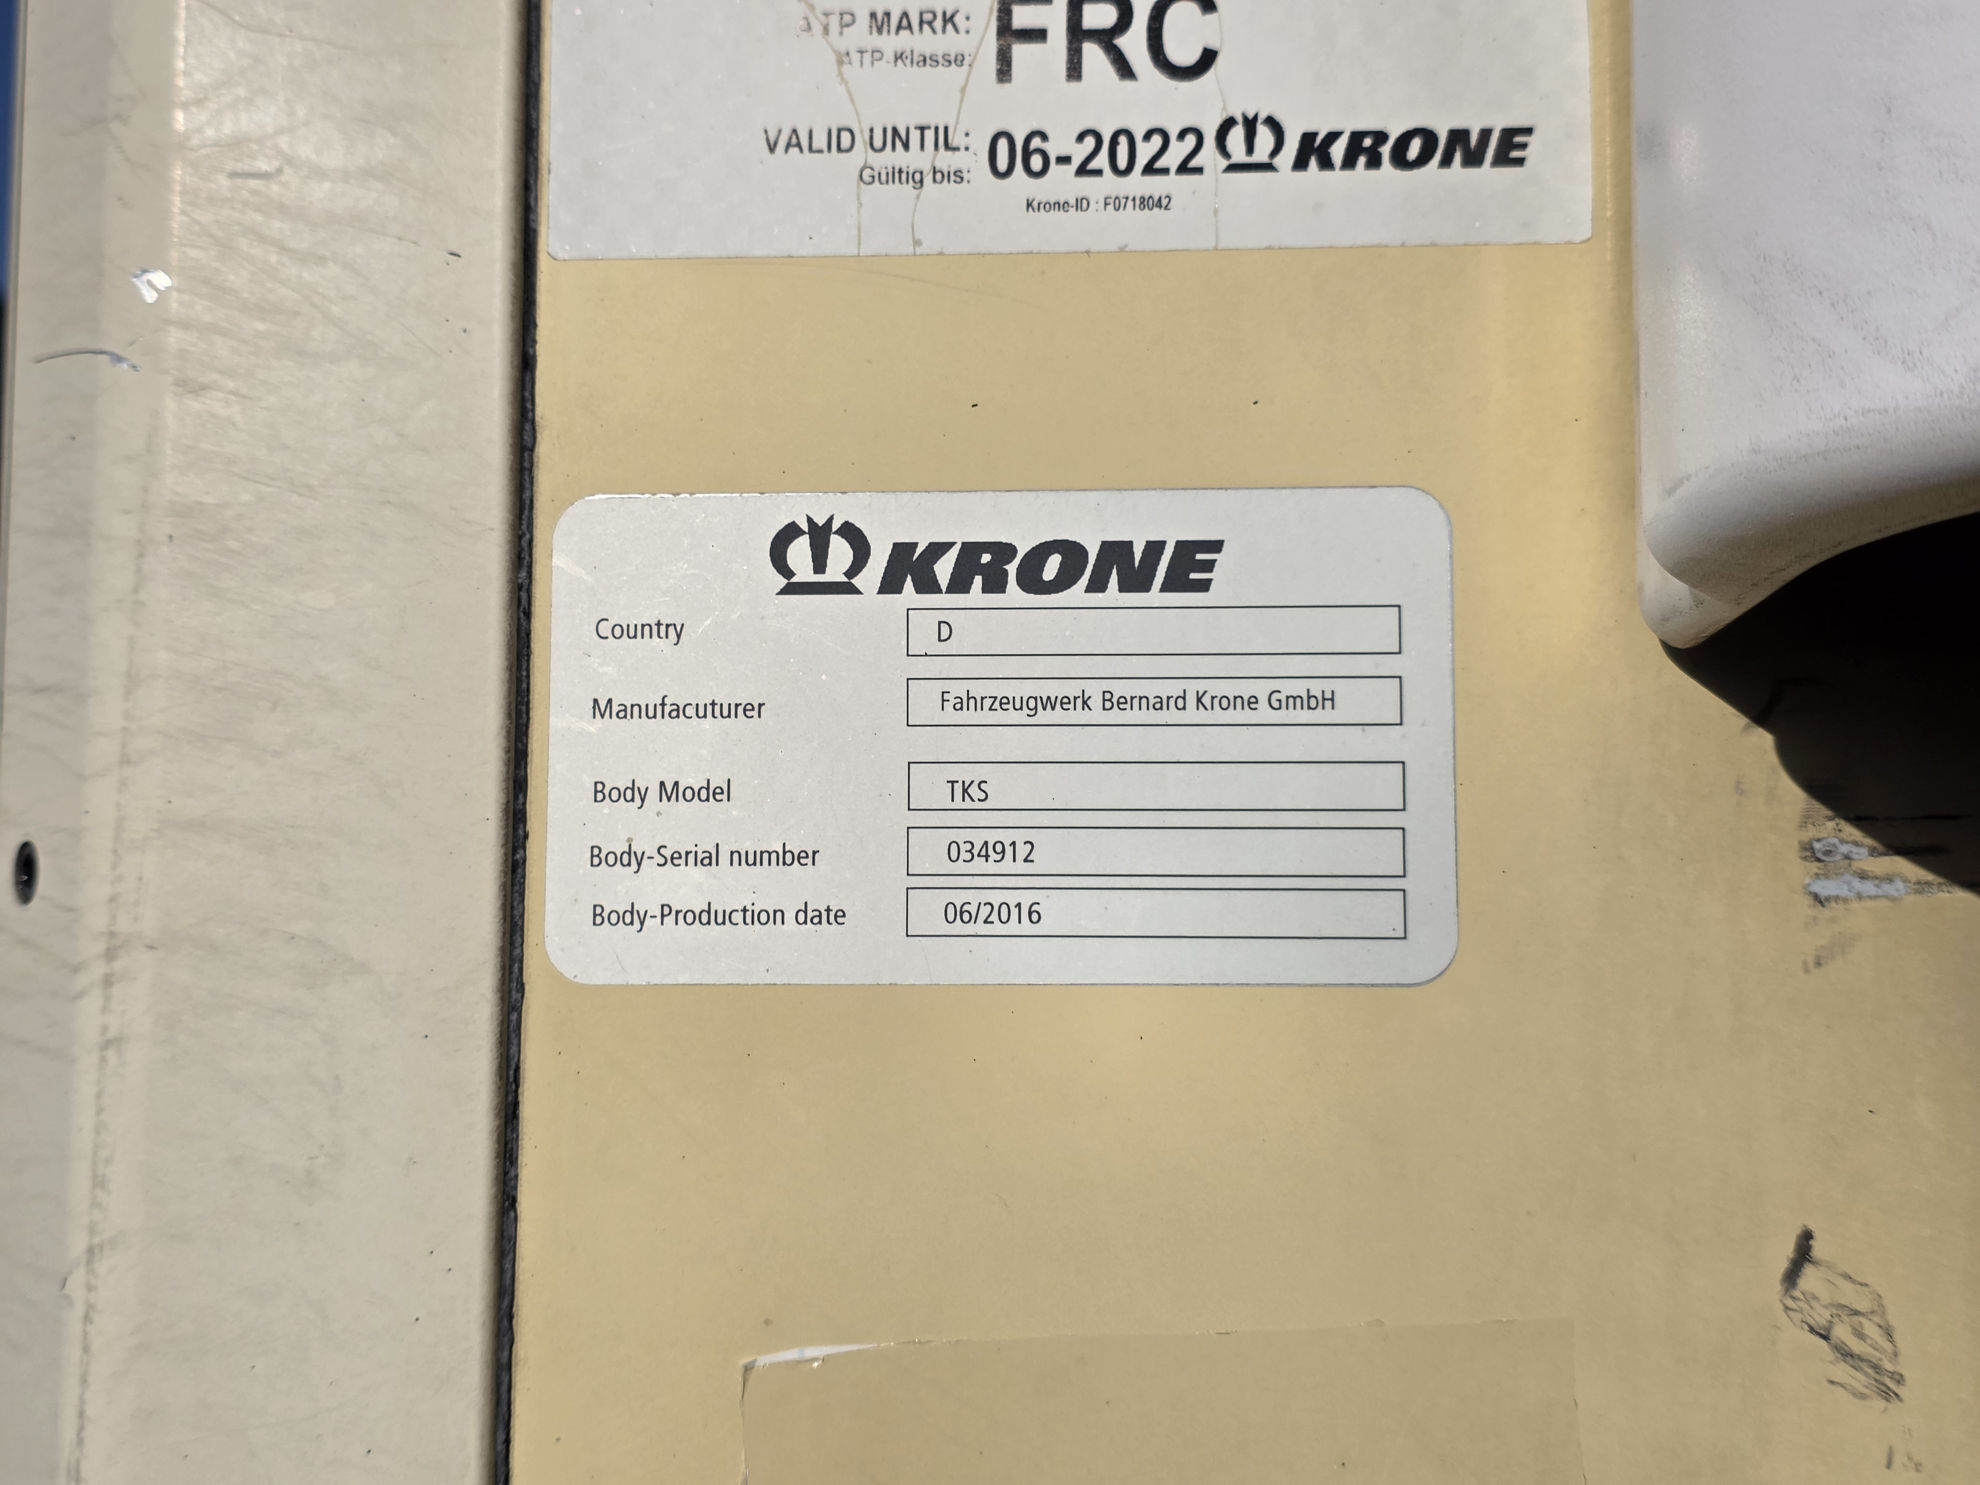 ATP MARK: FRC
ATP-Klasse:
VALID UNTIL: 06-2022 KRONE
Gültig bis:
Krone-ID : F0718042
KRONE
Country D
Manufacuturer Fahrzeugwerk Bernard Krone GmbH
Body Model TKS
Body-Serial number 034912
Body-Production date 06/2016